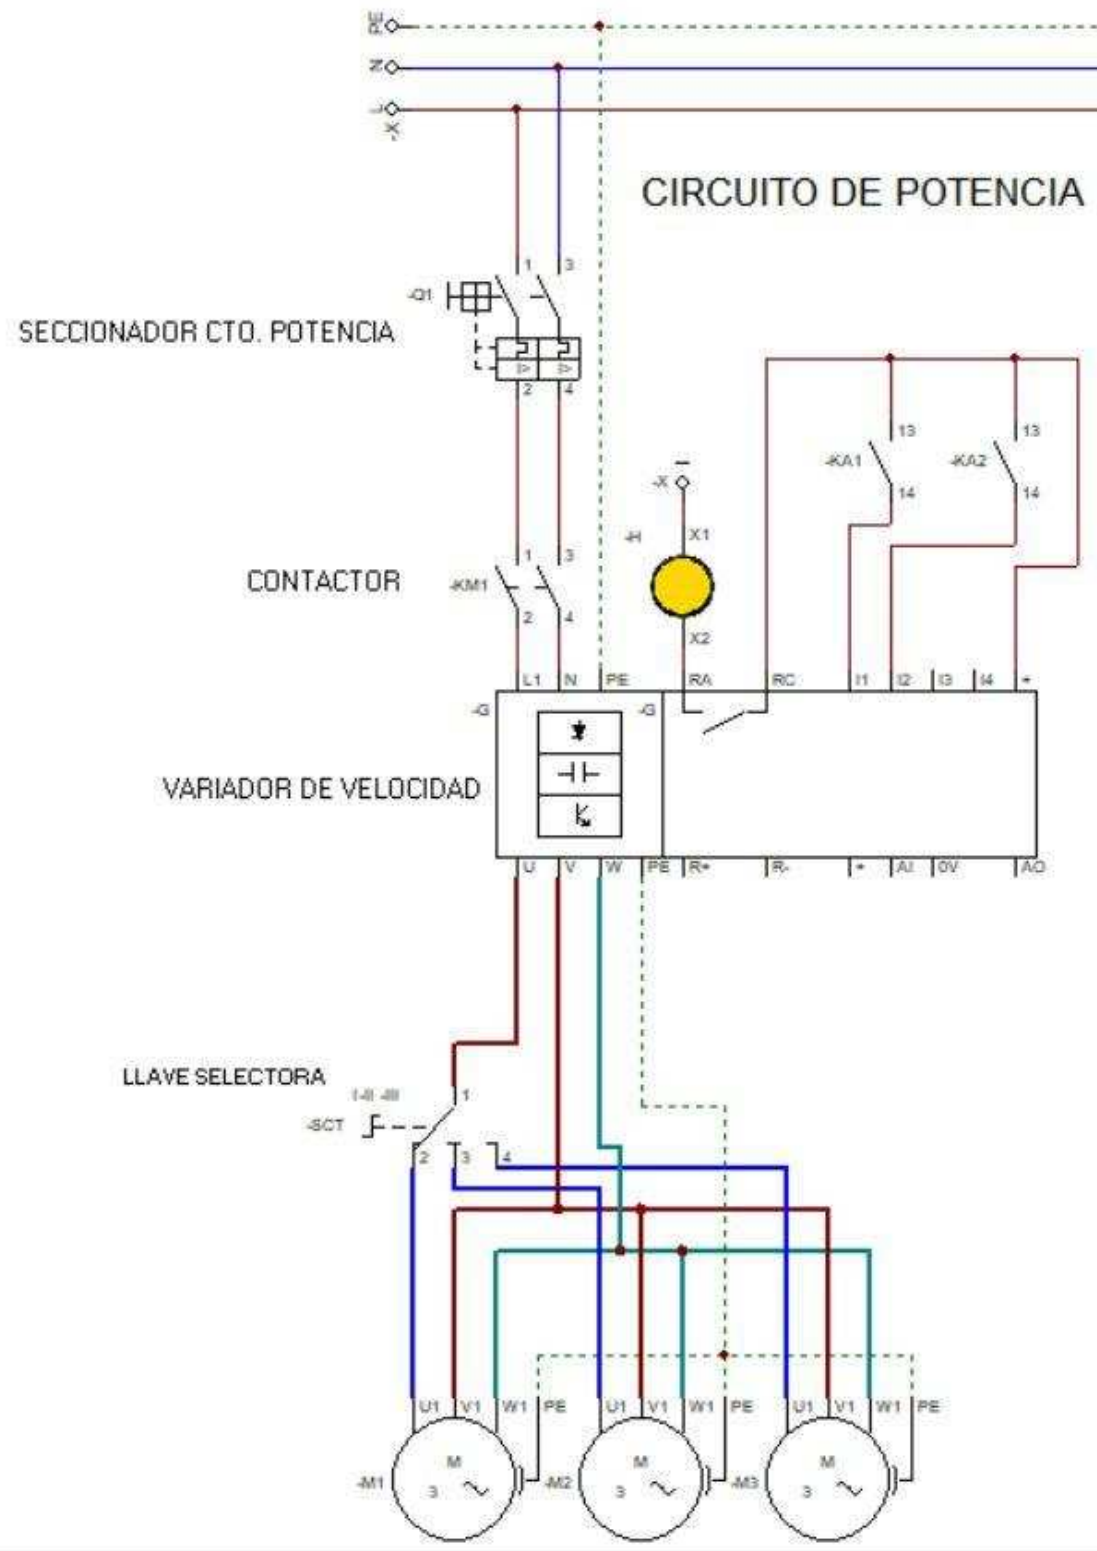 PE
N
L
-X
CIRCUITO DE POTENCIA
1 3
-Q1
SECCIONADOR CTO. POTENCIA
I> I>
2 4
13 13
-KA1 -KA2
14 14
-X
-H X1
1 3
CONTACTOR -KM1
2 4
X2
L1 N PE RA RC I1 I2 I3 I4 +
-G -G
VARIADOR DE VELOCIDAD
U V W PE R+ R- + AI 0V AO
LLAVE SELECTORA
I-II -III 1
-SCT
2 3 4
U1 V1 W1 PE U1 V1 W1 PE U1 V1 W1 PE
M M M
-M1 3 -M2 3 -M3 3